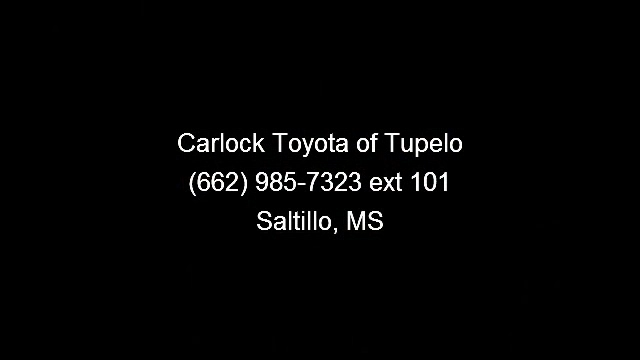 Carlock Toyota of Tupelo
(662) 985-7323 ext 101
Saltillo, MS